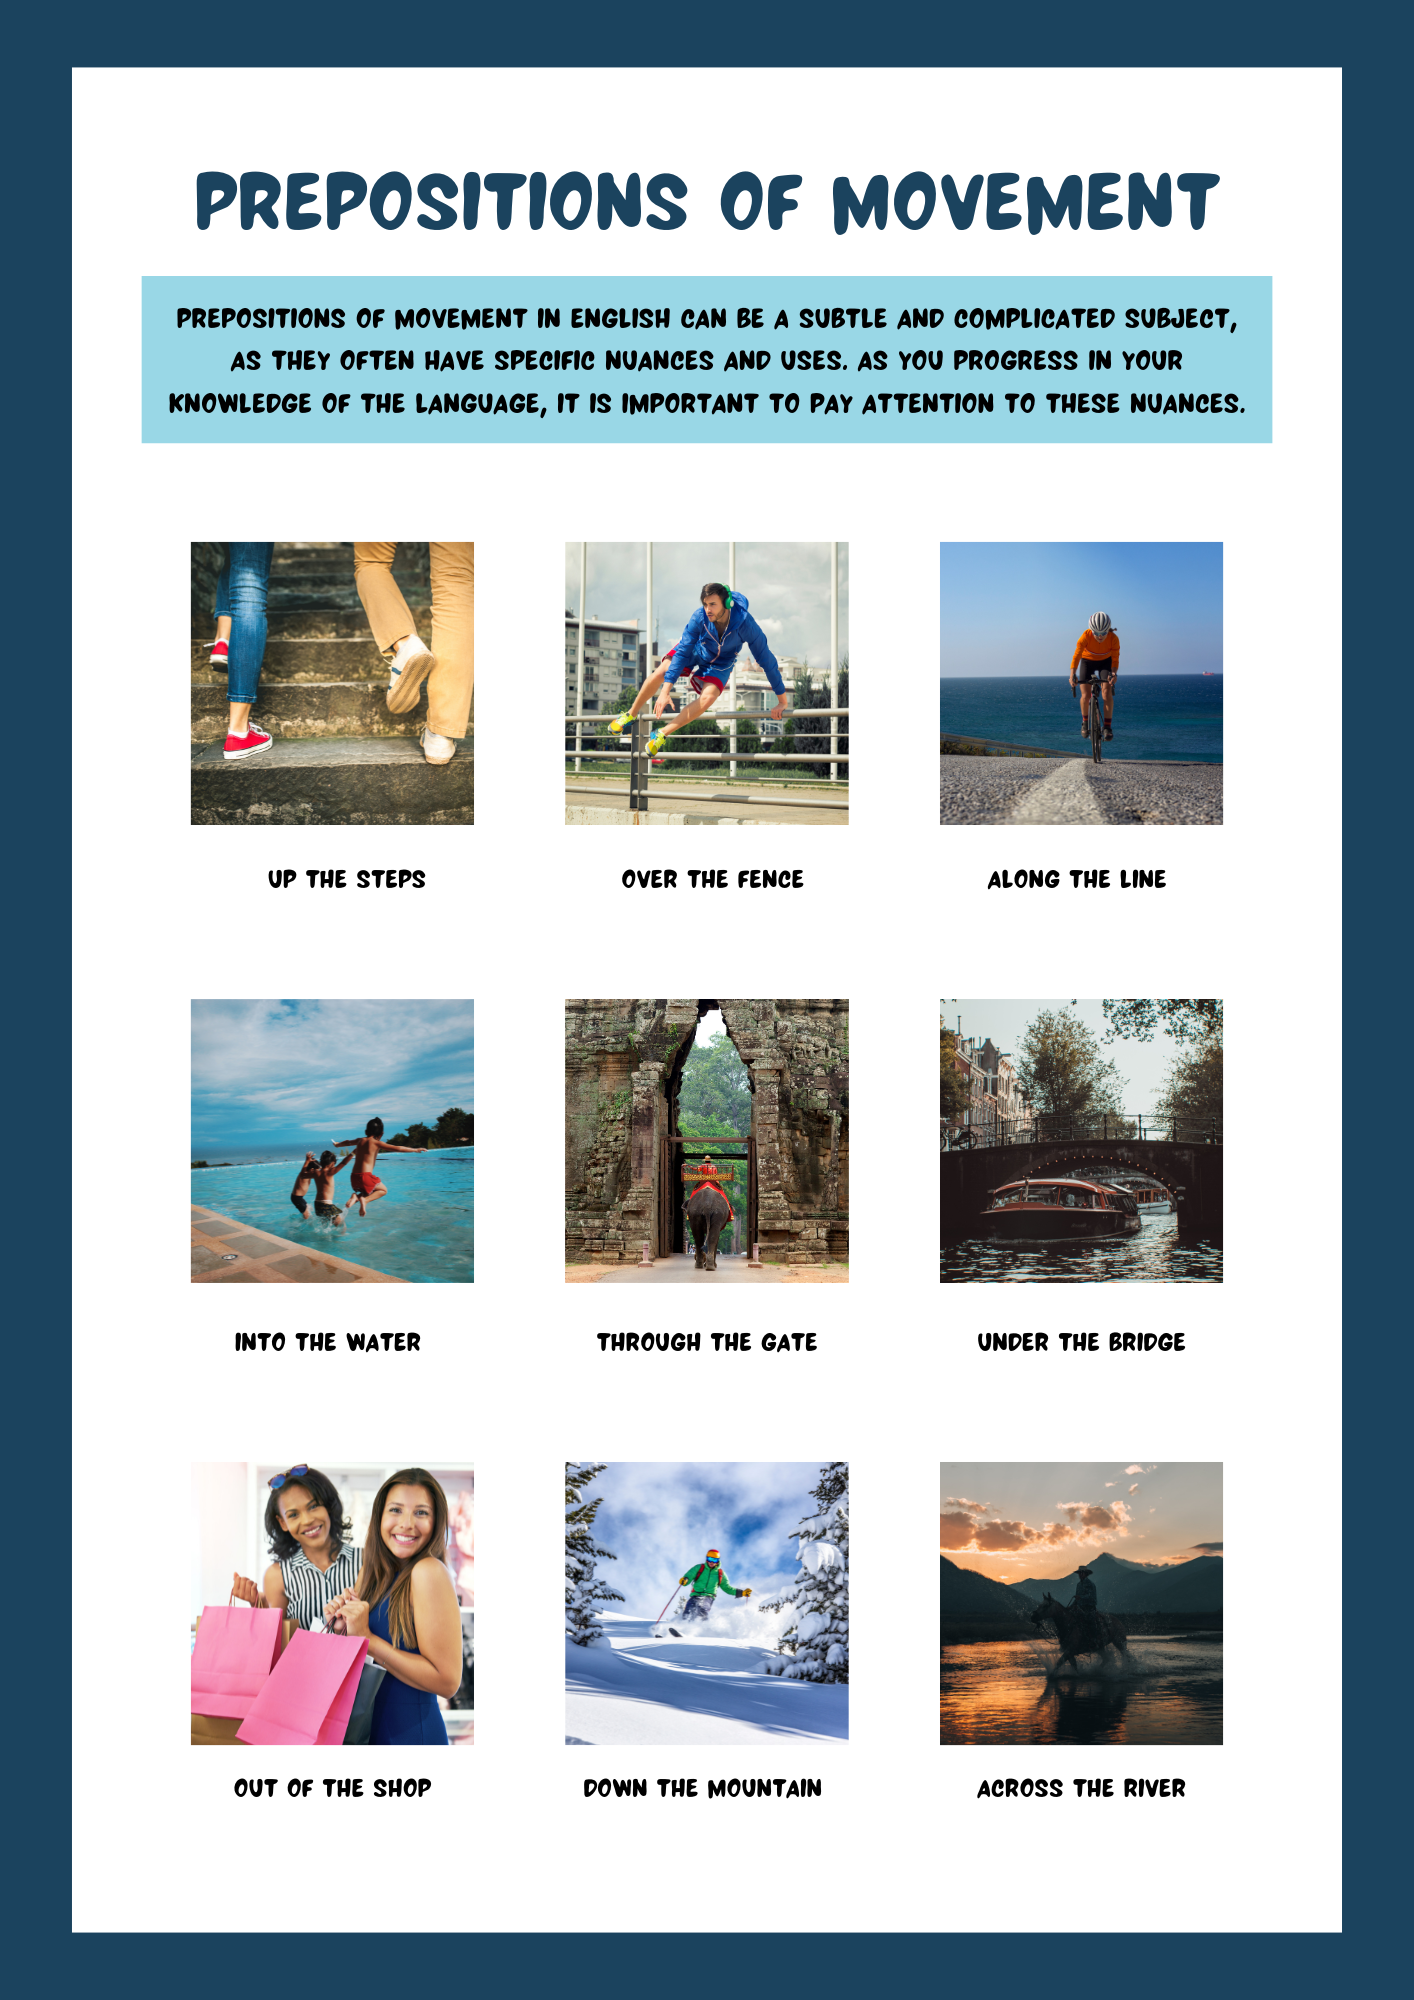 PREPOSITIONS OF MOVEMENT
PREPOSITIONS OF MOVEMENT IN ENGLISH CAN BE A SUBTLE AND COMPLICATED SUBJECT,
AS THEY OFTEN HAVE SPECIFIC NUANCES AND USES. AS YOU PROGRESS IN YOUR
KNOWLEDGE OF THE LANGUAGE, IT IS IMPORTANT TO PAY ATTENTION TO THESE NUANCES.
UP THE STEPS
OVER THE FENCE
ALONG THE LINE
INTO THE WATER
THROUGH THE GATE
UNDER THE BRIDGE
OUT OF THE SHOP
DOWN THE MOUNTAIN
ACROSS THE RIVER